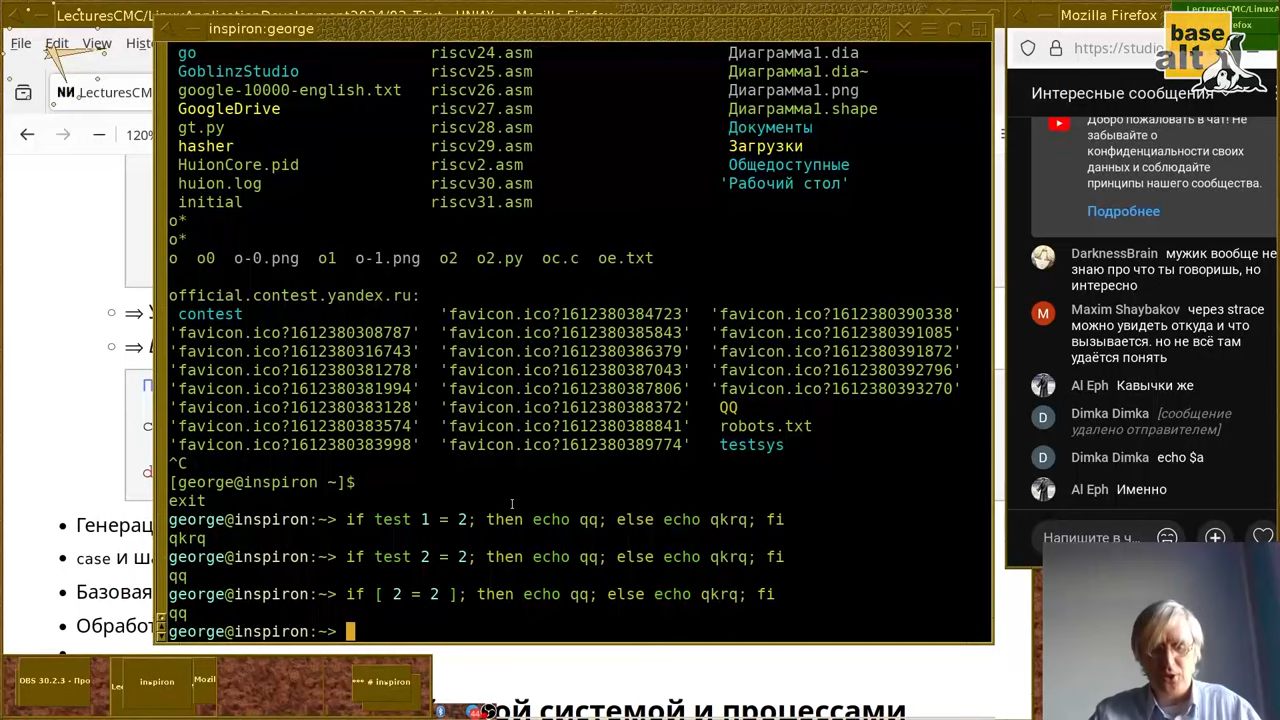 LecturesCMC/LinuxApplicationDevelopment2024/02_Text - UNIX — Mozilla Firefox
File Edit View
LecturesCMC
120%
inspiron:george
go riscv24.asm Диаграмма1.dia
GoblinzStudio riscv25.asm Диаграмма1.dia~
google-10000-english.txt riscv26.asm Диаграмма1.png
GoogleDrive riscv27.asm Диаграмма1.shape
gt.py riscv28.asm Документы
hasher riscv29.asm Загрузки
HuionCore.pid riscv2.asm Общедоступные
huion.log riscv30.asm 'Рабочий стол'
initial riscv31.asm
o*
o*
o o0 o-0.png o1 o-1.png o2 o2.py oc.c oe.txt
official.contest.yandex.ru:
contest 'favicon.ico?1612380384723' 'favicon.ico?1612380390338'
'favicon.ico?1612380308787' 'favicon.ico?1612380385843' 'favicon.ico?1612380391085'
'favicon.ico?1612380316743' 'favicon.ico?1612380386379' 'favicon.ico?1612380391872'
'favicon.ico?1612380381278' 'favicon.ico?1612380387043' 'favicon.ico?1612380392796'
'favicon.ico?1612380381994' 'favicon.ico?1612380387806' 'favicon.ico?1612380393270'
'favicon.ico?1612380383128' 'favicon.ico?1612380388372' QQ
'favicon.ico?1612380383574' 'favicon.ico?1612380388841' robots.txt
'favicon.ico?1612380383998' 'favicon.ico?1612380389774' testsys
^C
[george@inspiron ~]$
exit
george@inspiron:~> if test 1 = 2; then echo qq; else echo qkrq; fi
qkrq
george@inspiron:~> if test 2 = 2; then echo qq; else echo qkrq; fi
qq
george@inspiron:~> if [ 2 = 2 ]; then echo qq; else echo qkrq; fi
qq
george@inspiron:~>
case и
Базовая
ой системой и процессами
OBS 30.2.3 - Про
inspiron
Mozil
*** # inspiron
Mozilla Firefox
LecturesCMC/LinuxA
Firefox
base
alt
https://studio
Интересные сообщения
Добро пожаловать в чат! Не
забывайте о
конфиденциальности своих
данных и соблюдайте
принципы нашего сообщества.
Подробнее
DarknessBrain мужик вообще не
знаю про что ты говоришь, но
интересно
M
Maxim Shaybakov через strace
можно увидеть откуда и что
вызывается. но не всё там
удаётся понять
Al Eph Кавычки же
D
Dimka Dimka [сообщение
удалено отправителем]
D
Dimka Dimka echo $a
Al Eph Именно
Напишите в ч...